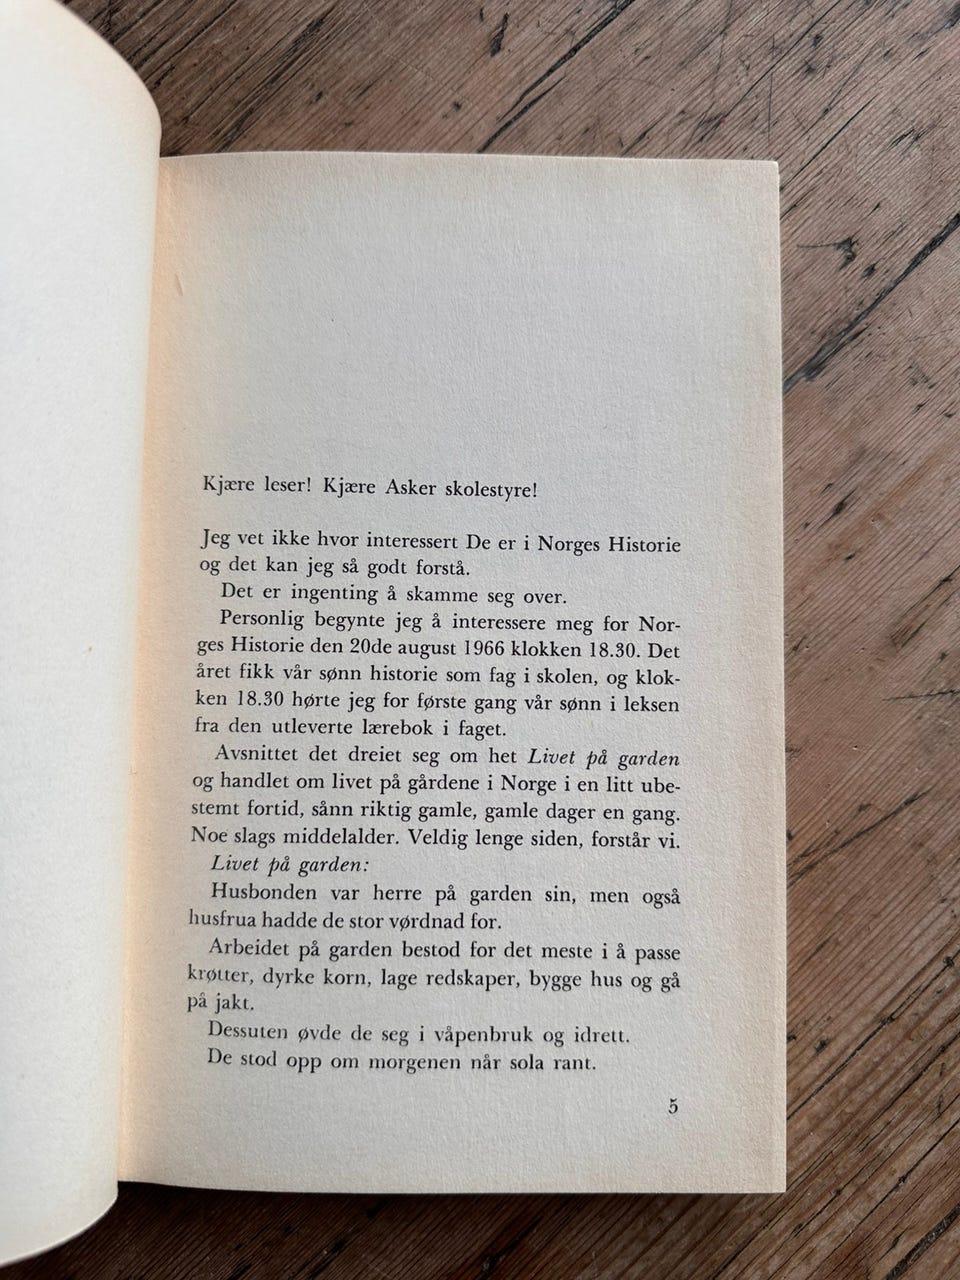 Kjære leser! Kjære Asker skolestyre!
Jeg vet ikke hvor interessert De er i Norges Historie
og det kan jeg så godt forstå.
Det er ingenting å skamme seg over.
Personlig begynte jeg å interessere meg for Nor-
ges Historie den 20de august 1966 klokken 18.30. Det
året fikk vår sønn historie som fag i skolen, og klok-
ken 18.30 hørte jeg for første gang vår sønn i leksen
fra den utleverte lærebok i faget.
Avsnittet det dreiet seg om het Livet på garden
og handlet om livet på gårdene i Norge i en litt ube-
stemt fortid, sånn riktig gamle, gamle dager en gang.
Noe slags middelalder. Veldig lenge siden, forstår vi.
Livet på garden:
Husbonden var herre på garden sin, men også
husfrua hadde de stor vørdnad for.
Arbeidet på garden bestod for det meste i å passe
krøtter, dyrke korn, lage redskaper, bygge hus og gå
på jakt.
Dessuten øvde de seg i våpenbruk og idrett.
De stod opp om morgenen når sola rant.
5